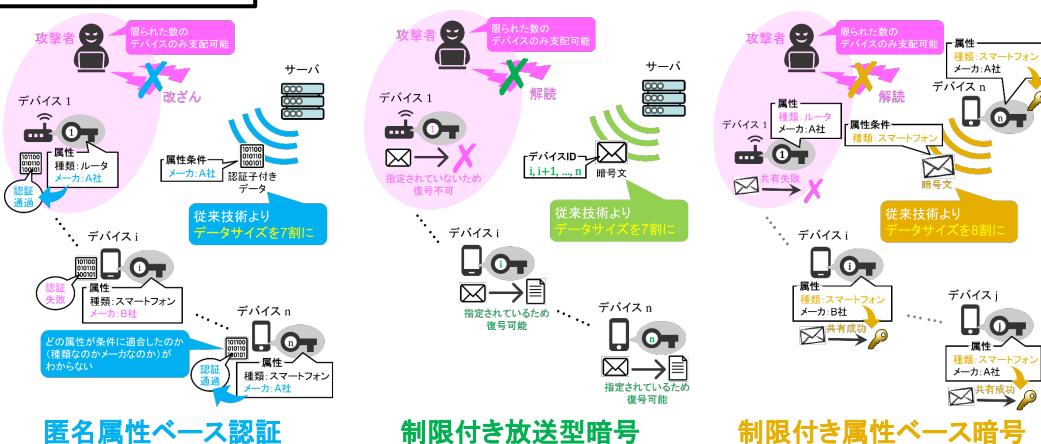 攻撃者
限られた数の
デバイスのみ支配可能
改ざん
サーバ
デバイス 1
1
101100
010110
100101
属性
種類:ルータ
メーカ:A社
認証
通過
属性条件
メーカ:A社
101100
010110
100101
認証子付き
データ
従来技術より
データサイズを7割に
デバイス i
101100
010110
100101
i
認証
失敗
属性
種類:スマートフォン
メーカ:B社
デバイス n
どの属性が条件に適合したのか
(種類なのかメーカなのか)が
わからない
101100
010110
100101
n
認証
通過
属性
種類:スマートフォン
メーカ:A社
匿名属性ベース認証
攻撃者
限られた数の
デバイスのみ支配可能
解読
サーバ
デバイス 1
1
指定されていないため
復号不可
デバイスID
i, i+1, ..., n
暗号文
従来技術より
データサイズを7割に
デバイス i
i
指定されているため
復号可能
デバイス n
n
指定されているため
復号可能
制限付き放送型暗号
攻撃者
限られた数の
デバイスのみ支配可能
解読
属性
種類:スマートフォン
メーカ:A社
デバイス n
n
デバイス 1
1
属性
種類:ルータ
メーカ:A社
共有失敗
属性条件
種類:スマートフォン
暗号文
従来技術より
データサイズを8割に
デバイス i
i
属性
種類:スマートフォン
メーカ:B社
共有成功
デバイス j
j
属性
種類:スマートフォン
メーカ:A社
共有成功
制限付き属性ベース暗号